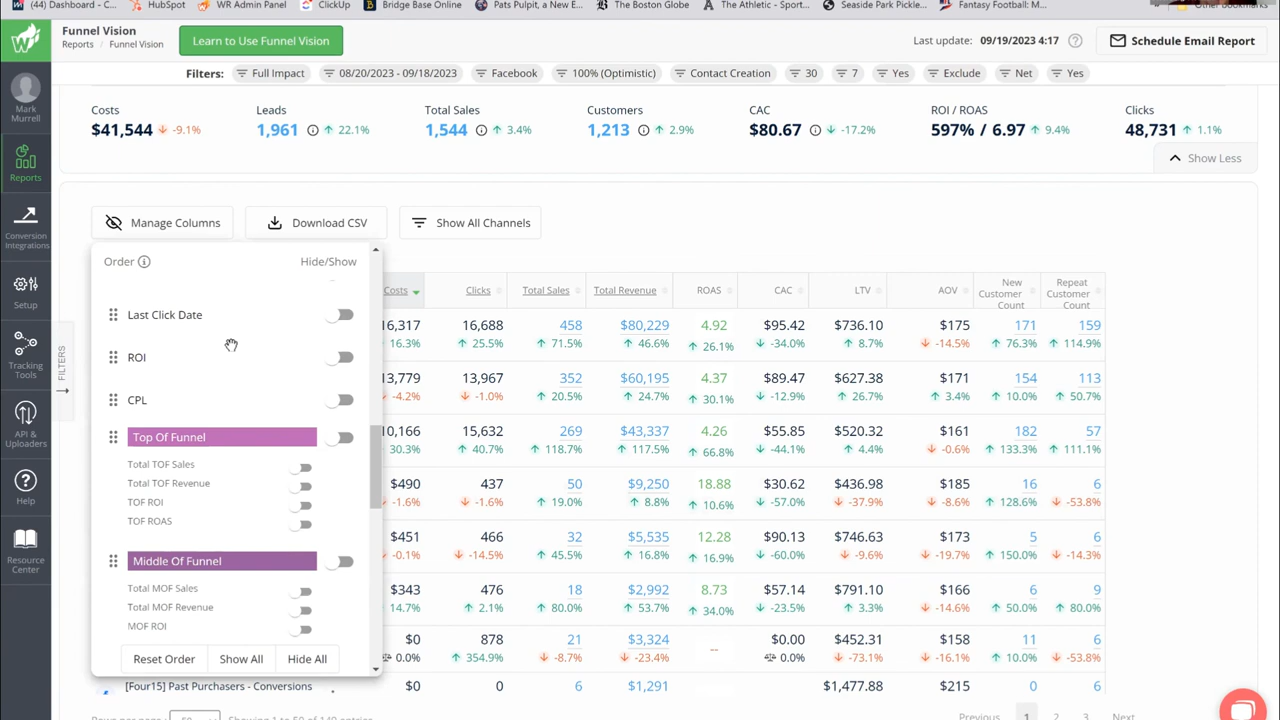 (44) Dashboard - C...
HubSpot
WR Admin Panel
ClickUp
Bridge Base Online
Pats Pulpit, a New E...
The Boston Globe
The Athletic - Sport...
Seaside Park Picke...
Fantasy Football: M...
Other Bookmarks
Funnel Vision
Reports / Funnel Vision
Learn to Use Funnel Vision
Last update: 09/19/2023 4:17
Schedule Email Report
Filters: Full Impact 08/20/2023 - 09/18/2023 Facebook 100% (Optimistic) Contact Creation 30 7 Yes Exclude Net Yes
Mark
Murrell
Reports
Conversion
Integrations
Setup
Tracking
Tools
API &
Uploaders
Help
Resource
Center
FILTERS
Costs Leads Total Sales Customers CAC ROI / ROAS Clicks
$41,544 -9.1% 1,961 22.1% 1,544 3.4% 1,213 2.9% $80.67 -17.2% 597% / 6.97 9.4% 48,731 1.1%
Show Less
Manage Columns Download CSV Show All Channels
Order Hide/Show
Last Click Date
ROI
CPL
Top Of Funnel
Total TOF Sales
Total TOF Revenue
TOF ROI
TOF ROAS
Middle Of Funnel
Total MOF Sales
Total MOF Revenue
MOF ROI
Reset Order Show All Hide All
Costs Clicks Total Sales Total Revenue ROAS CAC LTV AOV New Customer Count Repeat Customer Count
16,317 16,688 458 $80,229 4.92 $95.42 $736.10 $175 171 159
16.3% 25.5% 71.5% 46.6% 26.1% -34.0% 8.7% -14.5% 76.3% 114.9%
13,779 13,967 352 $60,195 4.37 $89.47 $627.38 $171 154 113
-4.2% -1.0% 20.5% 24.7% 30.1% -12.9% 26.7% 3.4% 10.0% 50.7%
10,166 15,632 269 $43,337 4.26 $55.85 $520.32 $161 182 57
30.3% 40.7% 118.7% 117.5% 66.8% -44.1% 4.4% -0.6% 133.3% 111.1%
$490 437 50 $9,250 18.88 $30.62 $436.98 $185 16 6
-1.6% -1.6% 19.0% 8.8% 10.6% -57.0% -37.9% -8.6% 128.6% -53.8%
$451 466 32 $5,535 12.28 $90.13 $746.63 $173 5 6
-0.1% -14.5% 45.5% 16.8% 16.9% -60.0% -9.6% -19.7% 150.0% -14.3%
$343 476 18 $2,992 8.73 $57.14 $791.10 $166 6 9
14.7% 2.1% 80.0% 53.7% 34.0% -23.5% 3.3% -14.6% 50.0% 80.0%
$0 878 21 $3,324 -- $0.00 $452.31 $158 11 6
0.0% 354.9% -8.7% -23.4% 0.0% -73.1% -16.1% 10.0% -53.8%
[Four15] Past Purchasers - Conversions $0 0 6 $1,291 $1,477.88 $215 0 6
Rows per page: 50 Showing 1 to 50 of 149 entries Previous 1 2 3 Next